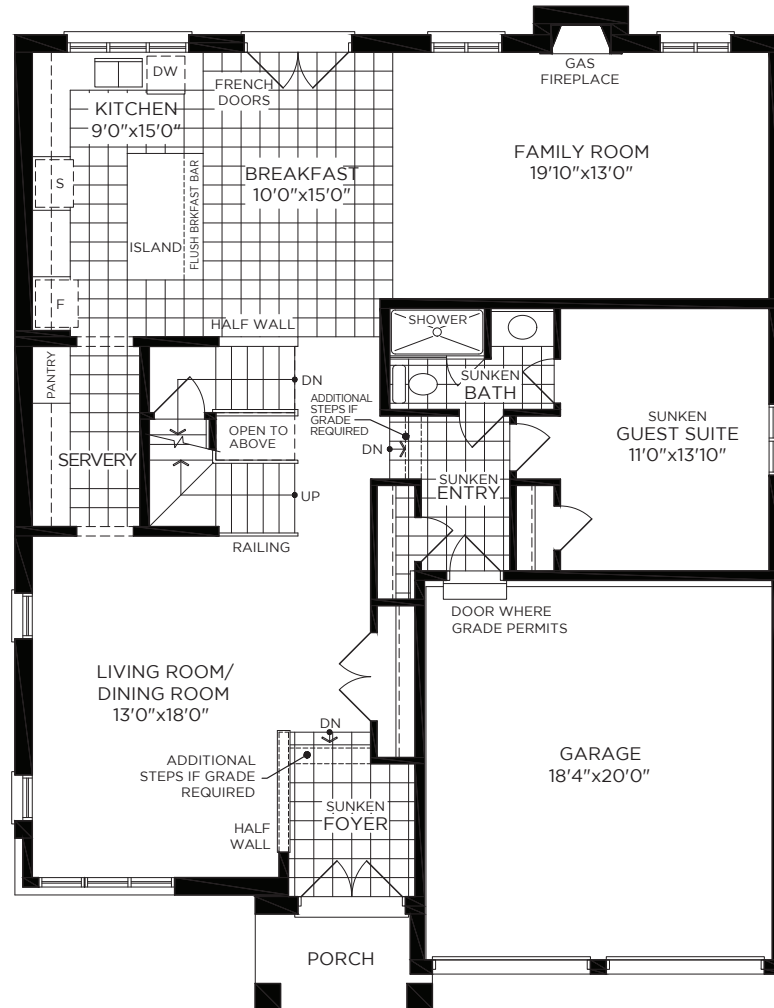 GAS
FIREPLACE
DW
FRENCH
DOORS
KITCHEN
9'0"x15'0"
FAMILY ROOM
19'10"x13'0"
BREAKFAST
10'0"x15'0"
S
FLUSH BRKFAST BAR
ISLAND
F
HALF WALL
SHOWER
PANTRY
DN
SUNKEN
BATH
ADDITIONAL
STEPS IF
GRADE
REQUIRED
OPEN TO
ABOVE
SUNKEN
GUEST SUITE
11'0"x13'10"
DN
SERVERY
SUNKEN
ENTRY
UP
RAILING
DOOR WHERE
GRADE PERMITS
LIVING ROOM/
DINING ROOM
13'0"x18'0"
DN
ADDITIONAL
STEPS IF GRADE
REQUIRED
GARAGE
18'4"x20'0"
SUNKEN
FOYER
HALF
WALL
PORCH